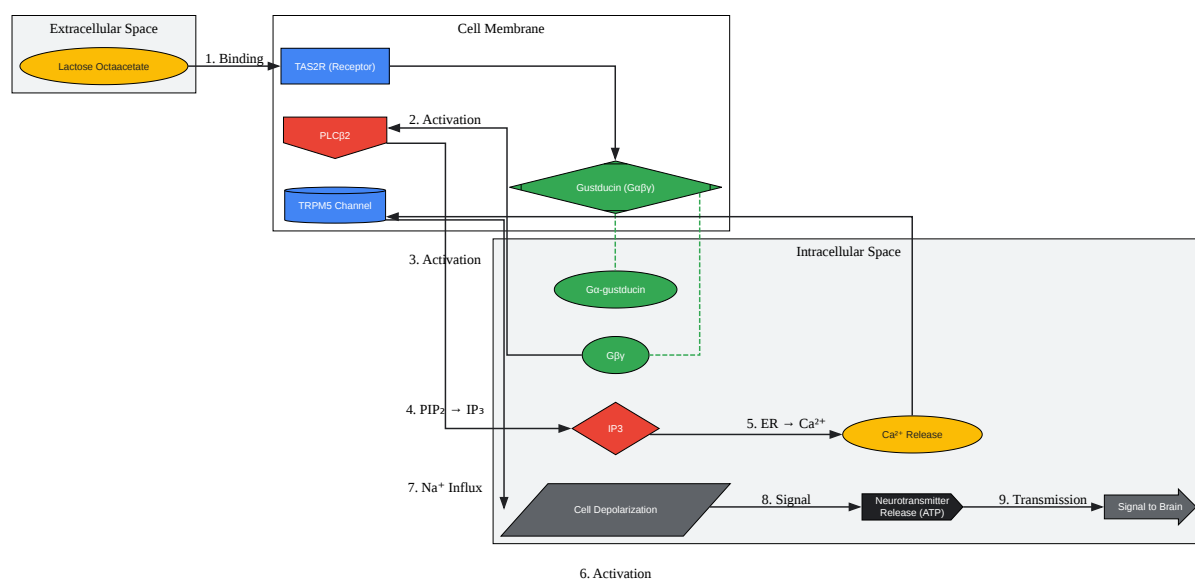 Extracellular Space
Cell Membrane
Lactose Octaacetate
1. Binding
TAS2R (Receptor)
2. Activation
PLCβ2
Gustducin (Gαβγ)
TRPM5 Channel
Intracellular Space
3. Activation
Gα-gustducin
Gβγ
4. PIP₂ → IP₃
IP3
5. ER → Ca²⁺
Ca²⁺ Release
7. Na⁺ Influx
Cell Depolarization
8. Signal
Neurotransmitter
Release (ATP)
9. Transmission
Signal to Brain
6. Activation